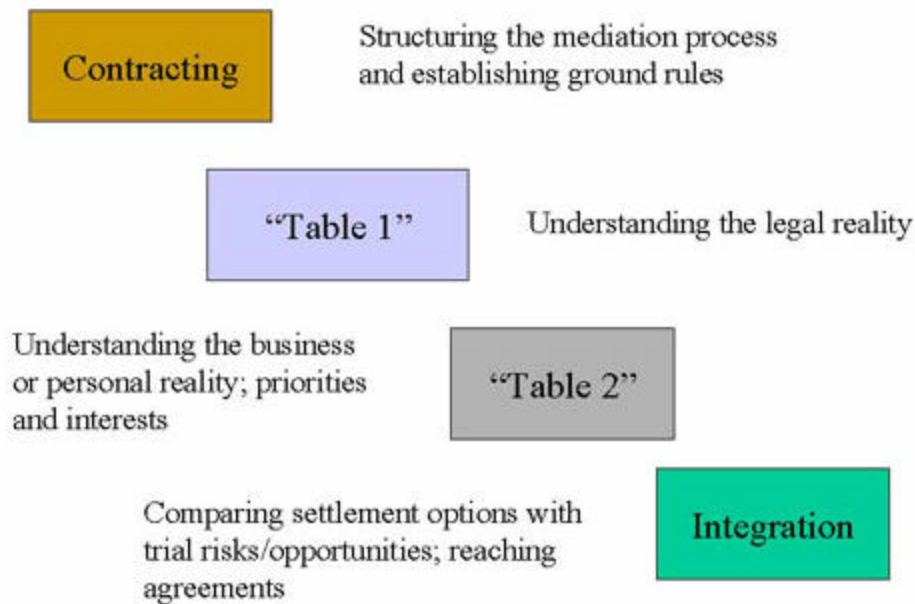 Contracting
Structuring the mediation process
and establishing ground rules
“Table 1”
Understanding the legal reality
Understanding the business
or personal reality; priorities
and interests
“Table 2”
Comparing settlement options with
trial risks/opportunities; reaching
agreements
Integration